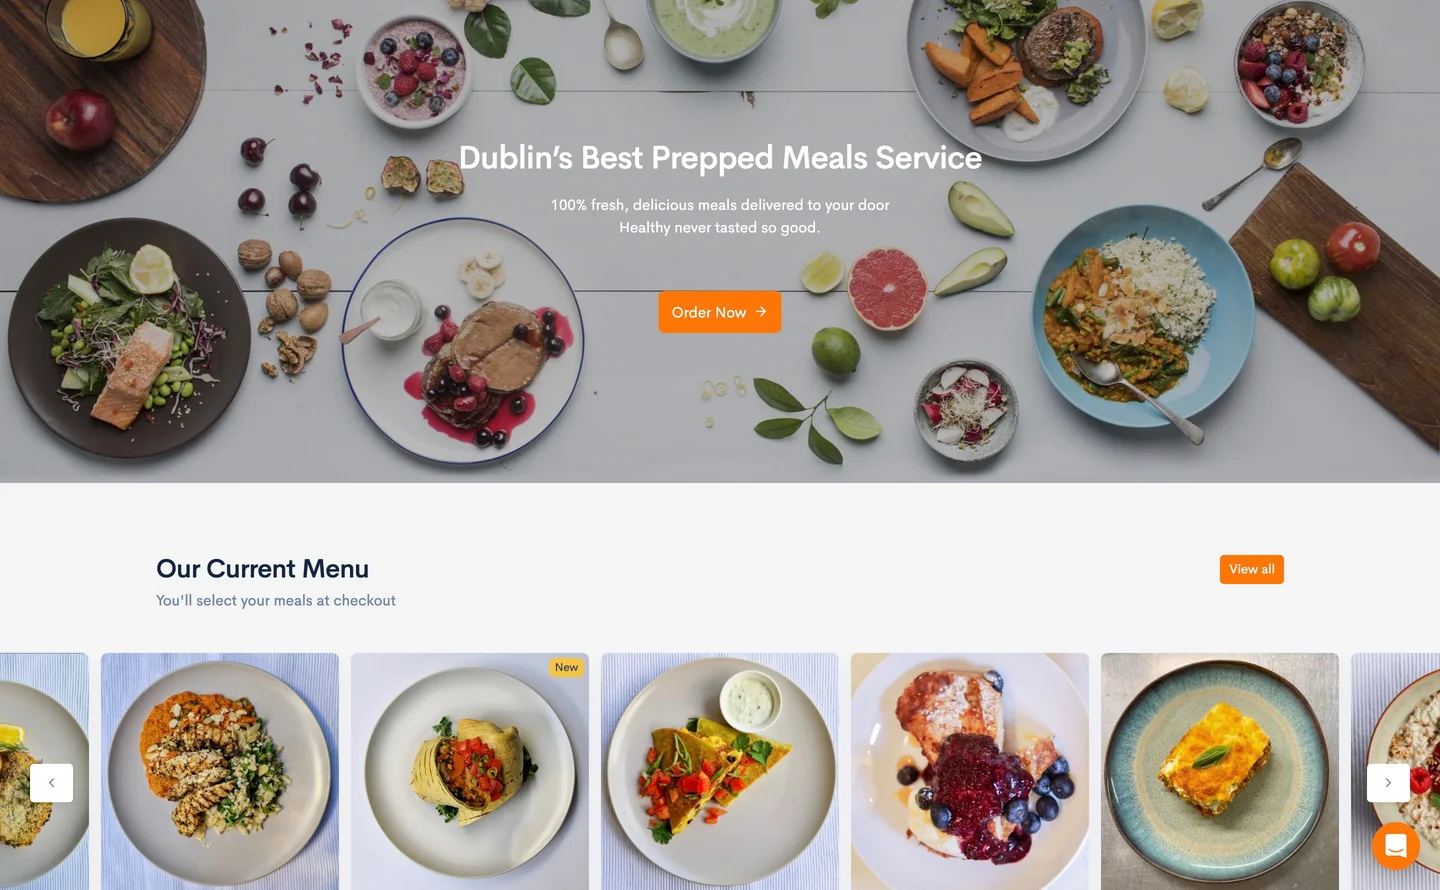 Dublin’s Best Prepped Meals Service
100% fresh, delicious meals delivered to your door
Healthy never tasted so good.
Order Now
Our Current Menu
View all
You'll select your meals at checkout
New